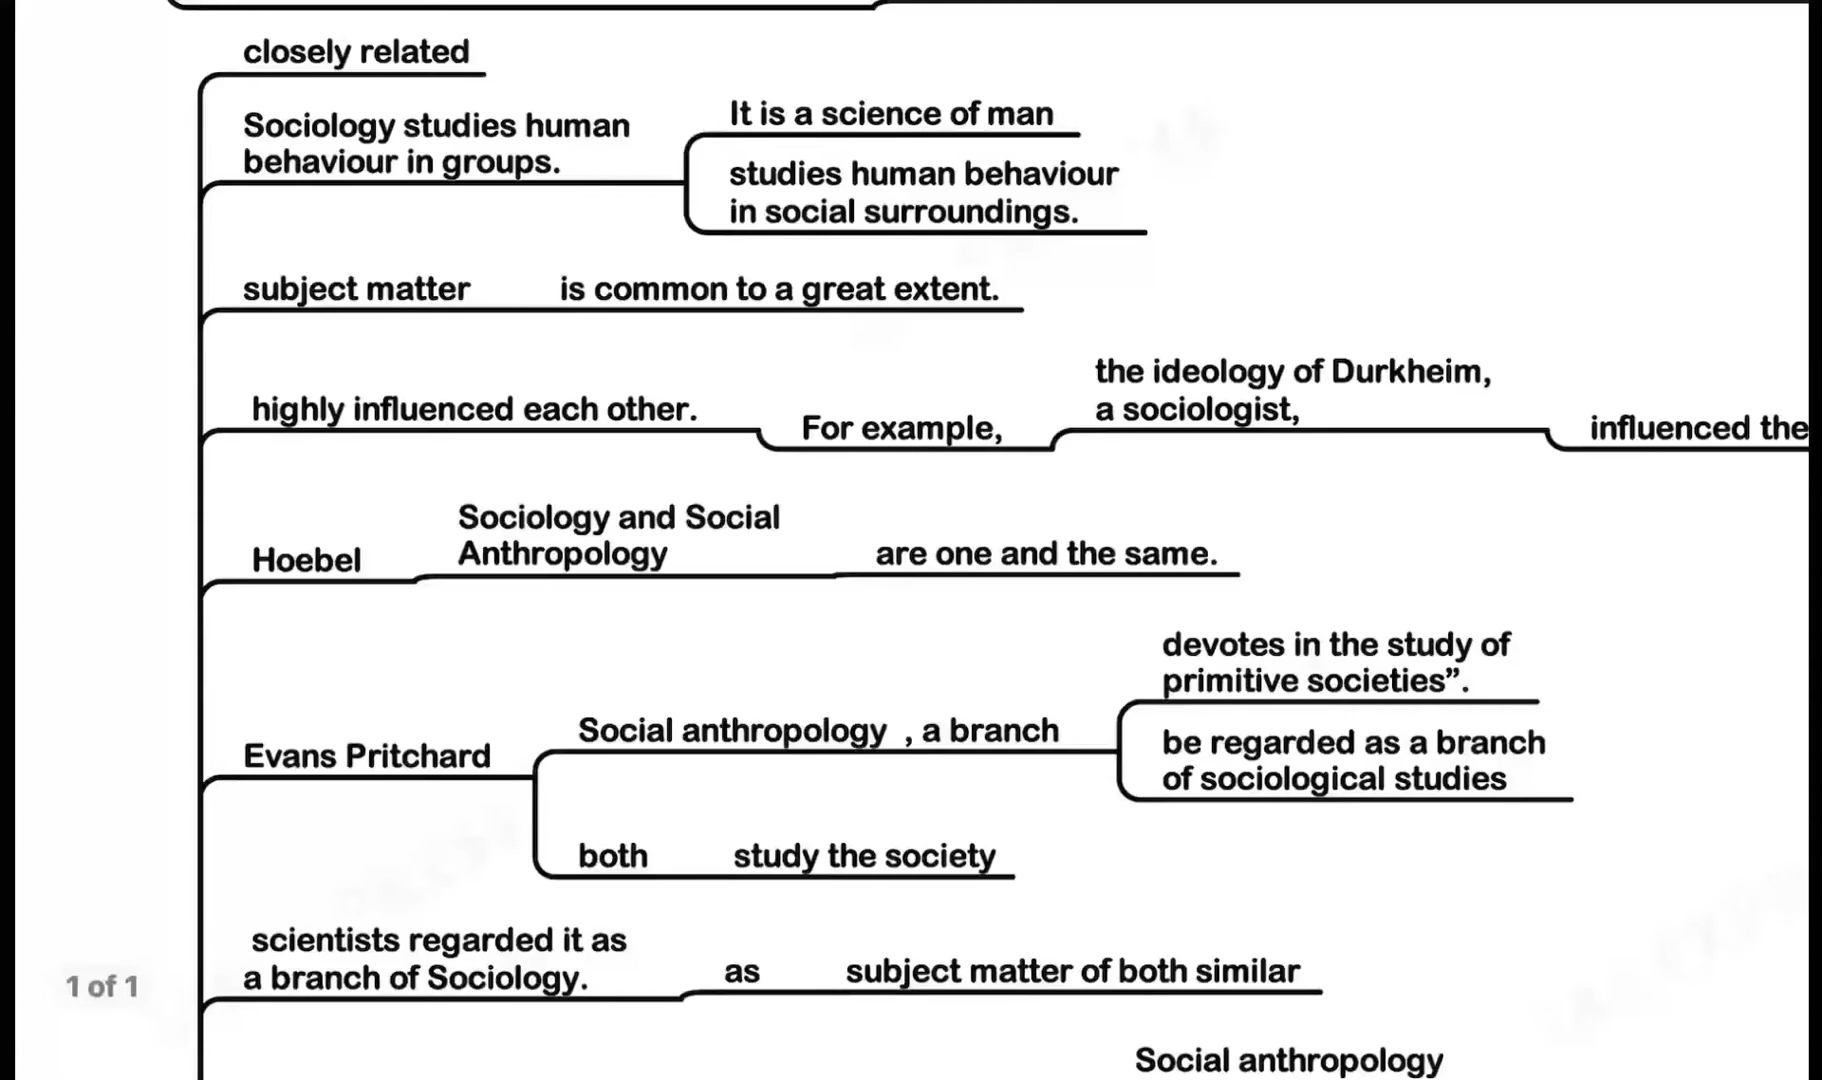 closely related
Sociology studies human
behaviour in groups.
It is a science of man
studies human behaviour
in social surroundings.
subject matter is common to a great extent.
highly influenced each other.
For example,
the ideology of Durkheim,
a sociologist,
influenced the
Hoebel
Sociology and Social
Anthropology
are one and the same.
Evans Pritchard
Social anthropology , a branch
devotes in the study of
primitive societies”.
be regarded as a branch
of sociological studies
both study the society
scientists regarded it as
a branch of Sociology.
as subject matter of both similar
1 of 1
Social anthropology